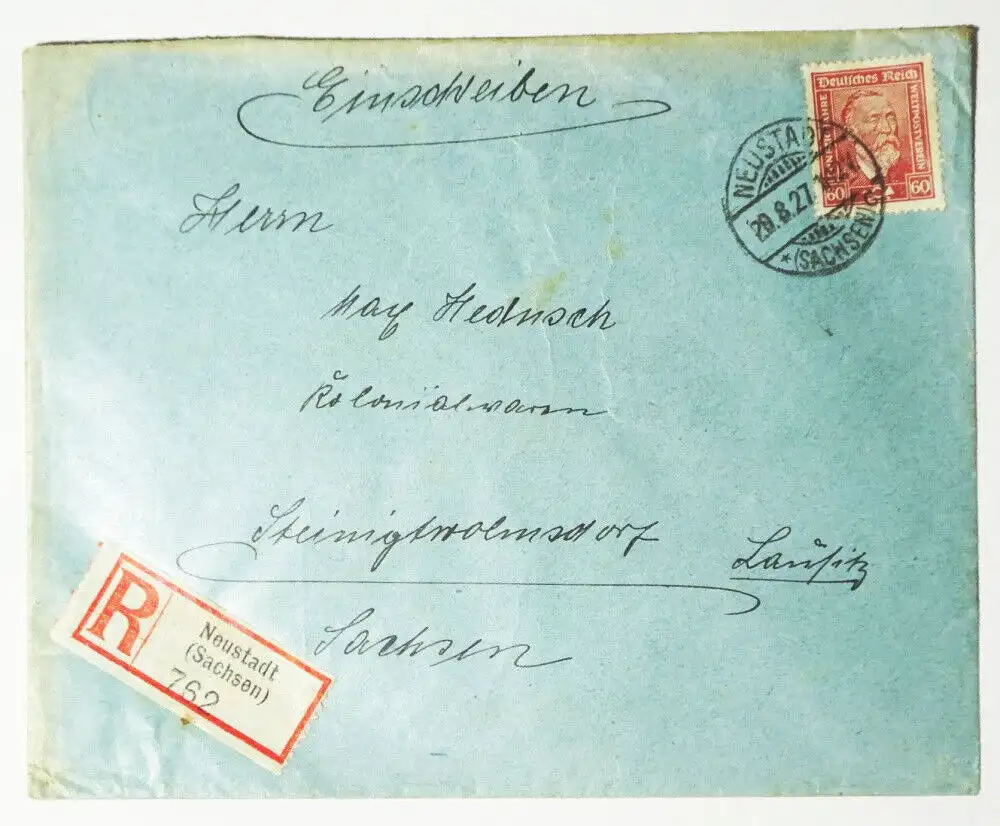 Einschreiben
Deutsches Reich
WELTPOSTVEREIN
60 60
NEUSTADT
29.8.27
* (SACHSEN)
Herrn
Max Hednsch
Kolonialwaren
Steinigtwolmsdorf
Lausitz
Sachsen
R
Neustadt
(Sachsen)
762